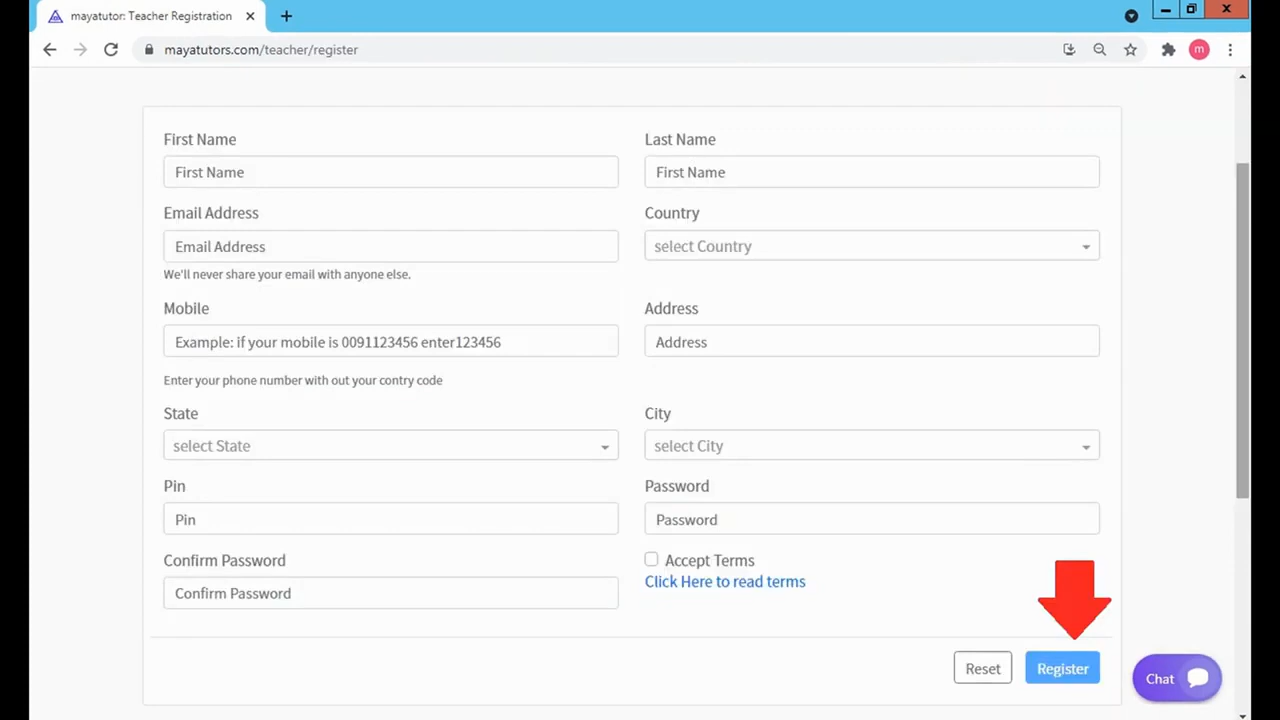 mayatutor: Teacher Registration
mayatutors.com/teacher/register
m
First Name
Last Name
First Name
First Name
Email Address
Country
Email Address
select Country
We'll never share your email with anyone else.
Mobile
Address
Example: if your mobile is 0091123456 enter123456
Address
Enter your phone number with out your contry code
State
City
select State
select City
Pin
Password
Pin
Password
Confirm Password
Accept Terms
Click Here to read terms
Confirm Password
Reset
Register
Chat